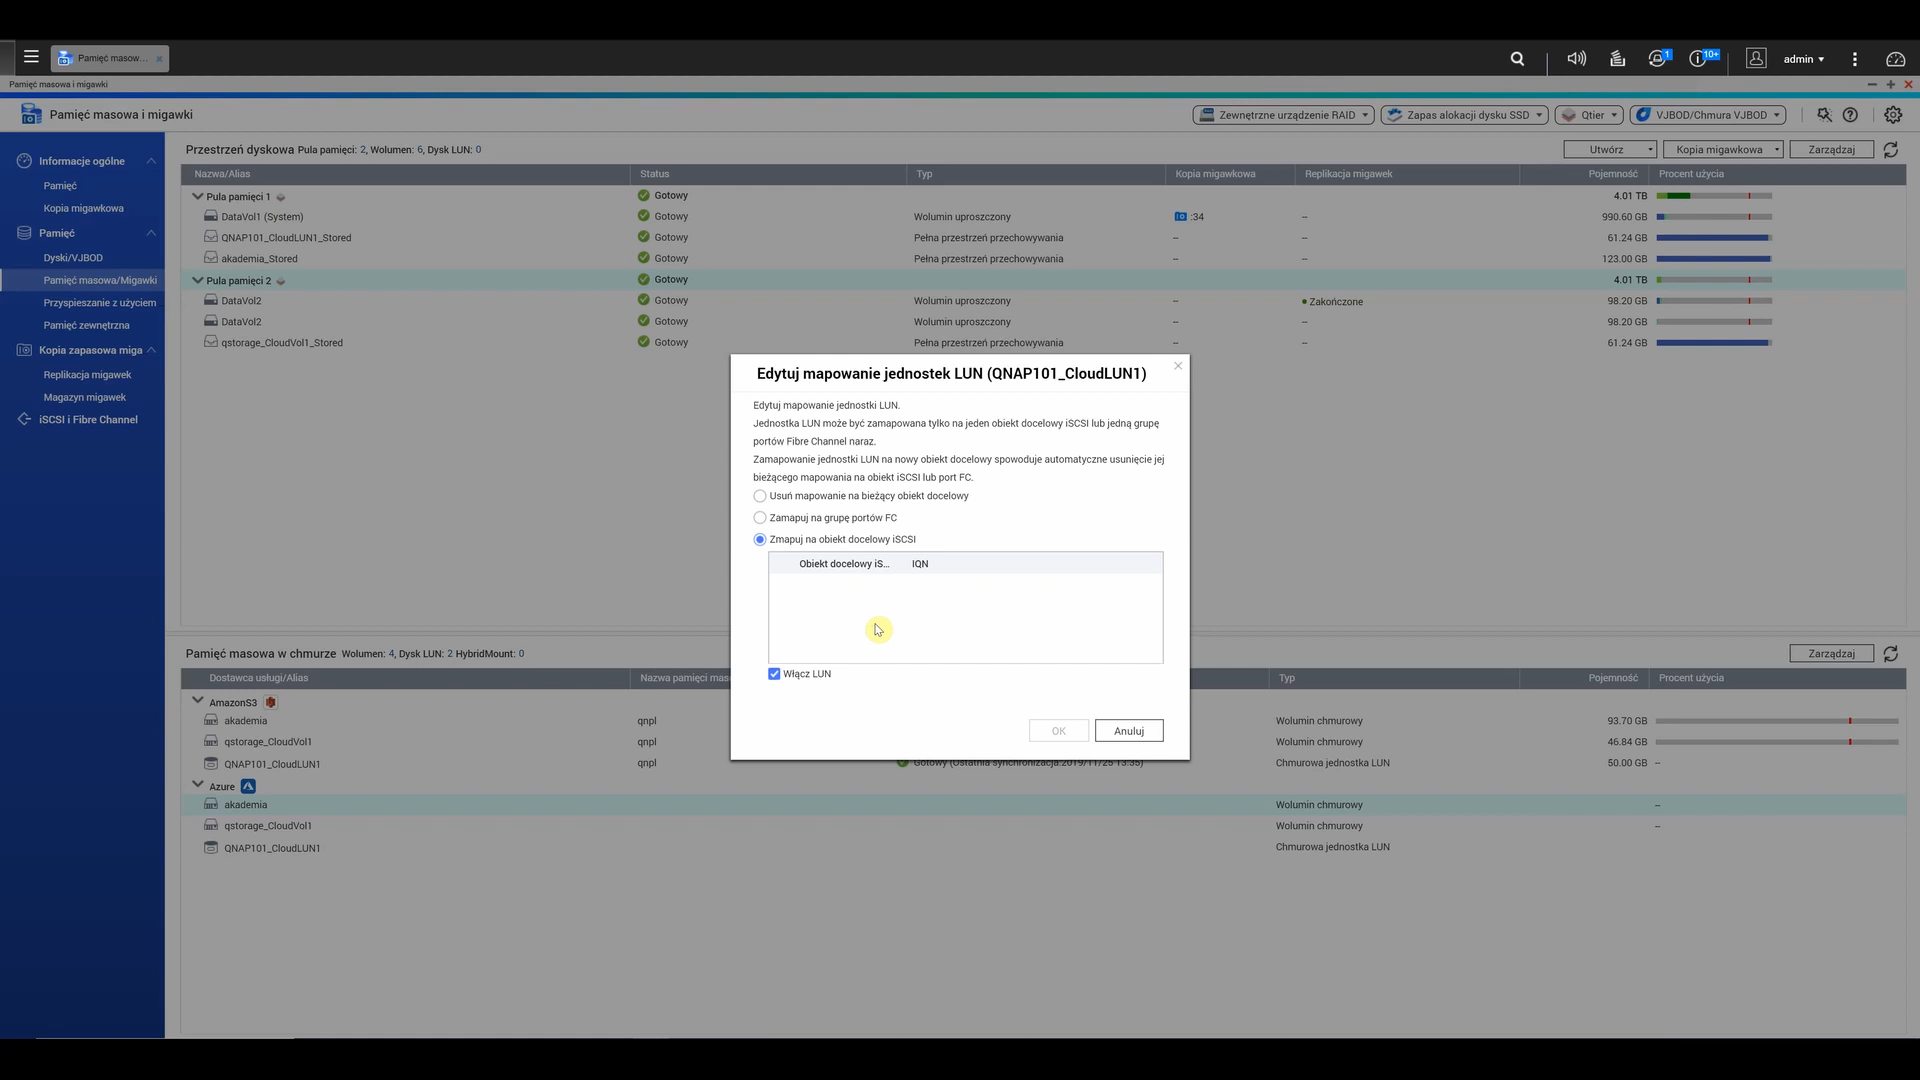 Pamięć masow...
1
10+
admin
Pamięć masowa i migawki
Pamięć masowa i migawki
Zewnętrzne urządzenie RAID
Zapas alokacji dysku SSD
Qtier
VJBOD/Chmura VJBOD
Informacje ogólne
Pamięć
Kopia migawkowa
Pamięć
Dyski/VJBOD
Pamięć masowa/Migawki
Przyspieszanie z użyciem
Pamięć zewnętrzna
Kopia zapasowa miga
Replikacja migawek
Magazyn migawek
iSCSI i Fibre Channel
Przestrzeń dyskowa Pula pamięci: 2, Wolumen: 6, Dysk LUN: 0
Utwórz
Kopia migawkowa
Zarządzaj
Nazwa/Alias Status Typ Kopia migawkowa Replikacja migawek Pojemność Procent użycia
Pula pamięci 1 Gotowy 4.01 TB
DataVol1 (System) Gotowy Wolumin uproszczony :34 -- 990.60 GB
QNAP101_CloudLUN1_Stored Gotowy Pełna przestrzeń przechowywania -- -- 61.24 GB
akademia_Stored Gotowy Pełna przestrzeń przechowywania -- -- 123.00 GB
Pula pamięci 2 Gotowy 4.01 TB
DataVol2 Gotowy Wolumin uproszczony -- Zakończone 98.20 GB
DataVol2 Gotowy Wolumin uproszczony -- -- 98.20 GB
qstorage_CloudVol1_Stored Gotowy Pełna przestrzeń przechowywania -- -- 61.24 GB
Edytuj mapowanie jednostek LUN (QNAP101_CloudLUN1)
Edytuj mapowanie jednostki LUN.
Jednostka LUN może być zamapowana tylko na jeden obiekt docelowy iSCSI lub jedną grupę
portów Fibre Channel naraz.
Zamapowanie jednostki LUN na nowy obiekt docelowy spowoduje automatyczne usunięcie jej
bieżącego mapowania na obiekt iSCSI lub port FC.
Usuń mapowanie na bieżący obiekt docelowy
Zamapuj na grupę portów FC
Zmapuj na obiekt docelowy iSCSI
Obiekt docelowy iS... IQN
Włącz LUN
OK
Anuluj
Pamięć masowa w chmurze Wolumen: 4, Dysk LUN: 2 HybridMount: 0
Zarządzaj
Dostawca usługi/Alias Nazwa pamięci maso Typ Pojemność Procent użycia
AmazonS3
akademia qnpl Wolumin chmurowy 93.70 GB
qstorage_CloudVol1 qnpl Wolumin chmurowy 46.84 GB
QNAP101_CloudLUN1 qnpl Gotowy (Ostatnia synchronizacja:2019/11/25 13:35) Chmurowa jednostka LUN 50.00 GB --
Azure
akademia Wolumin chmurowy --
qstorage_CloudVol1 Wolumin chmurowy --
QNAP101_CloudLUN1 Chmurowa jednostka LUN